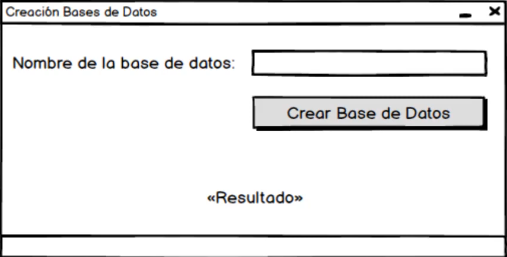 Creación Bases de Datos
Nombre de la base de datos:
Crear Base de Datos
«Resultado»